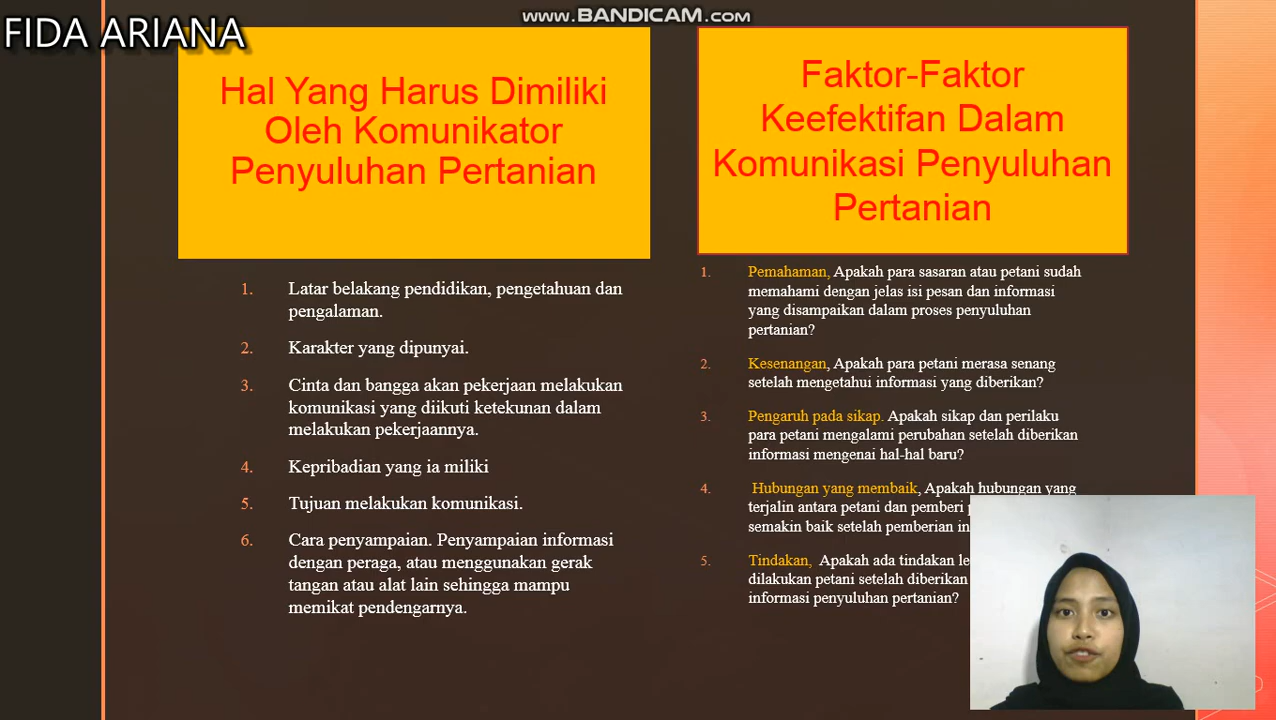 FIDA ARIANA
www.BANDICAM.com
Hal Yang Harus Dimiliki
Oleh Komunikator
Penyuluhan Pertanian
1. Latar belakang pendidikan, pengetahuan dan
pengalaman.
2. Karakter yang dipunyai.
3. Cinta dan bangga akan pekerjaan melakukan
komunikasi yang diikuti ketekunan dalam
melakukan pekerjaannya.
4. Kepribadian yang ia miliki
5. Tujuan melakukan komunikasi.
6. Cara penyampaian. Penyampaian informasi
dengan peraga, atau menggunakan gerak
tangan atau alat lain sehingga mampu
memikat pendengarnya.
Faktor-Faktor
Keefektifan Dalam
Komunikasi Penyuluhan
Pertanian
1. Pemahaman, Apakah para sasaran atau petani sudah
memahami dengan jelas isi pesan dan informasi
yang disampaikan dalam proses penyuluhan
pertanian?
2. Kesenangan, Apakah para petani merasa senang
setelah mengetahui informasi yang diberikan?
3. Pengaruh pada sikap. Apakah sikap dan perilaku
para petani mengalami perubahan setelah diberikan
informasi mengenai hal-hal baru?
4. Hubungan yang membaik, Apakah hubungan yang
terjalin antara petani dan pemberi
semakin baik setelah pemberian
5. Tindakan, Apakah ada tindakan
dilakukan petani setelah diberikan
informasi penyuluhan pertanian?